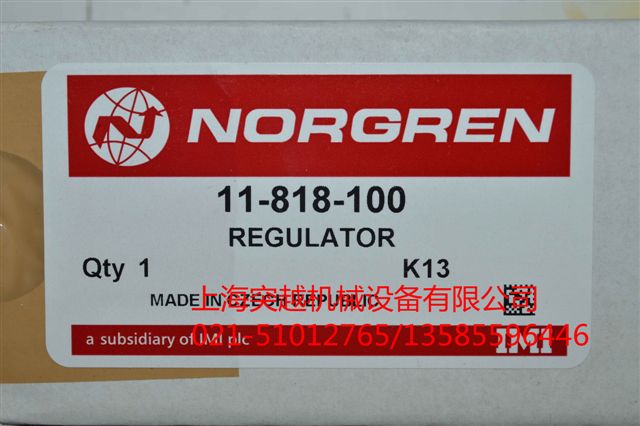 NORGREN
11-818-100
REGULATOR
Qty 1 K13
MADE IN CZECH REPUBLIC
上海突越机械设备有限公司
021-51012765/13585596446
a subsidiary of IMI plc IMI